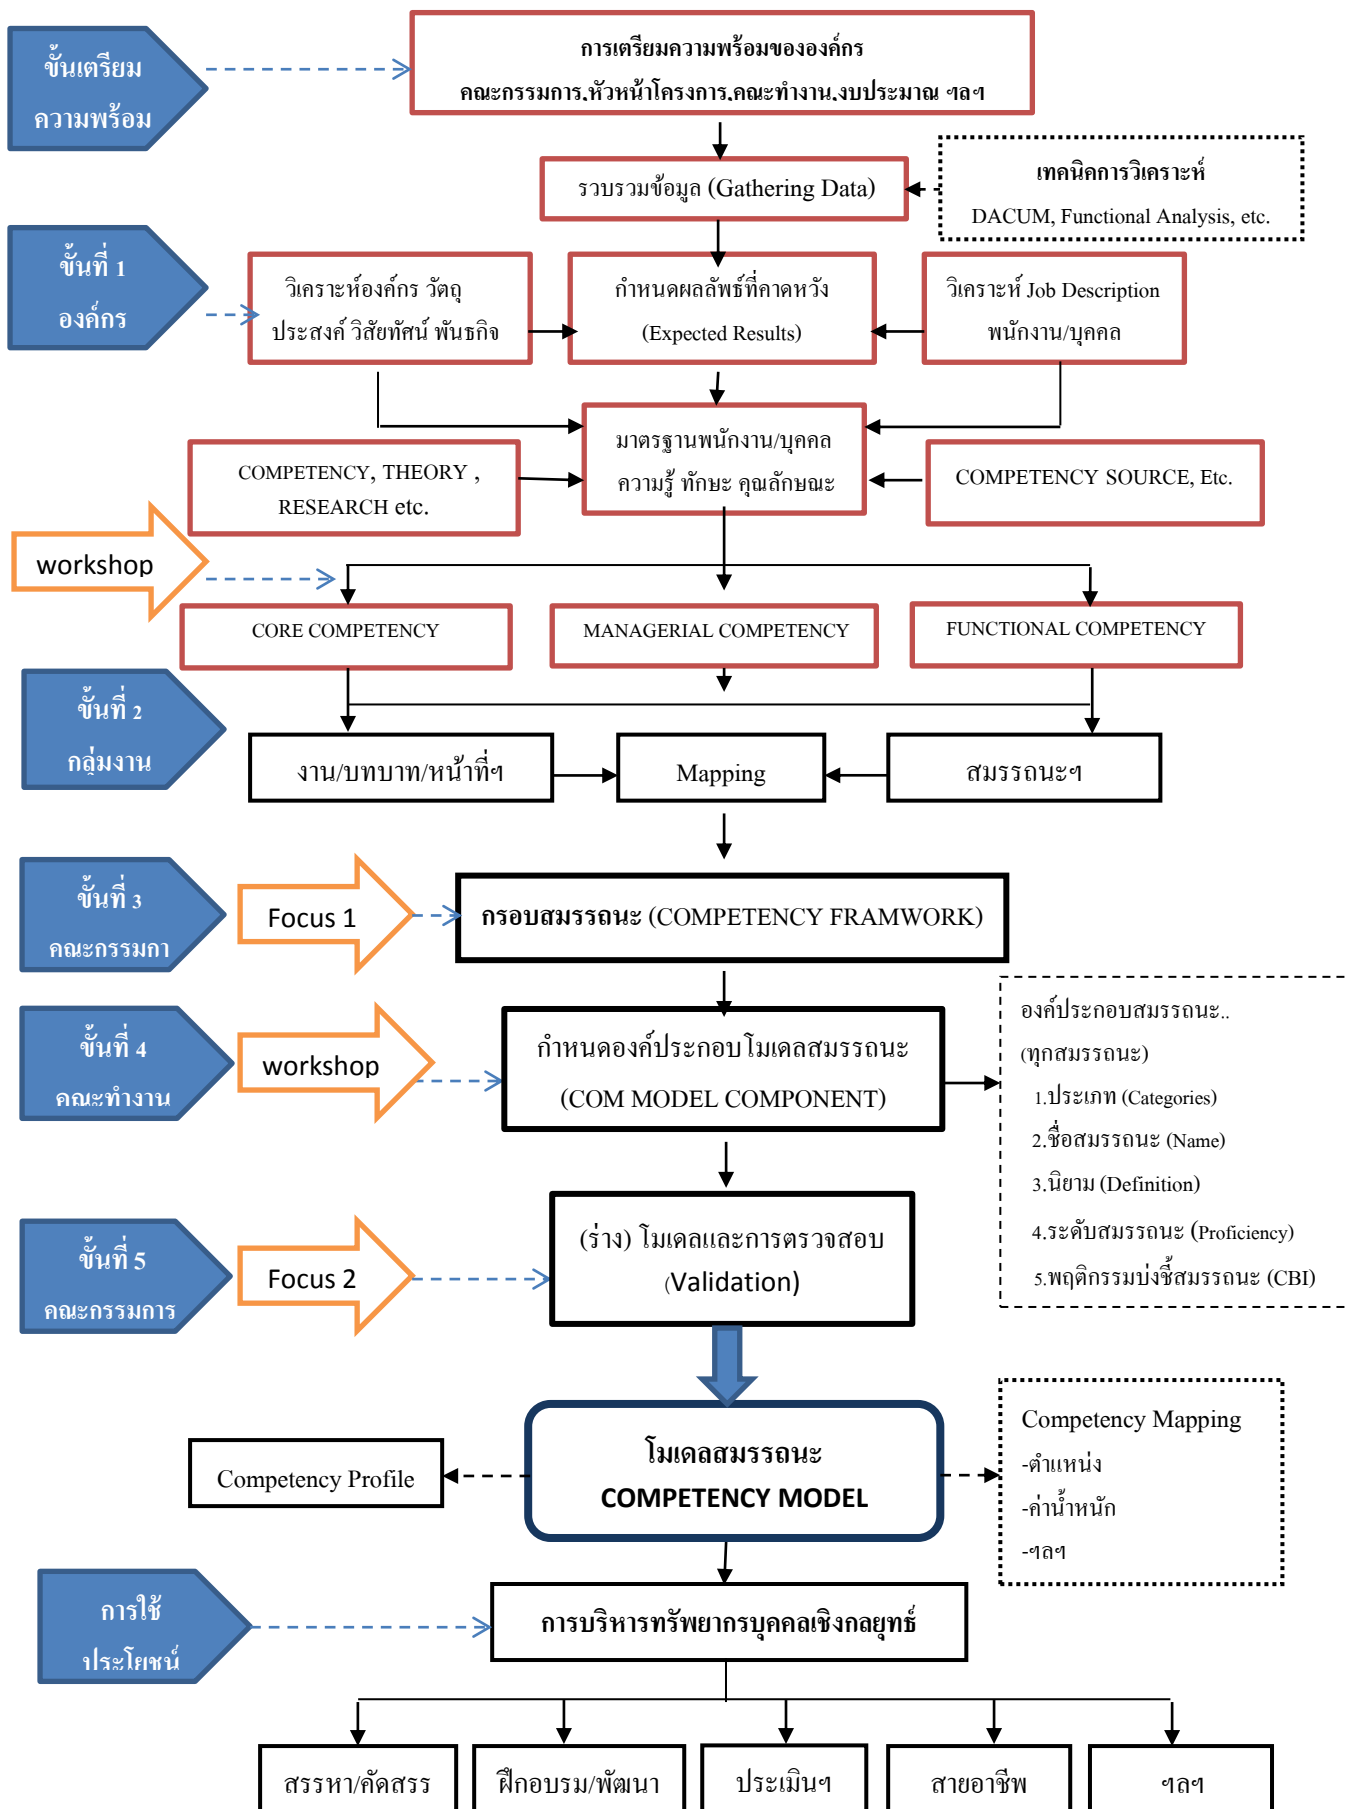 ขั้นเตรียม
ความพร้อม
การเตรียมความพร้อมขององค์กร
คณะกรรมการ,หัวหน้าโครงการ,คณะทำงาน,งบประมาณ ฯลฯ
รวบรวมข้อมูล (Gathering Data)
เทคนิคการวิเคราะห์
DACUM, Functional Analysis, etc.
ขั้นที่ 1
องค์กร
วิเคราะห์องค์กร วัตถุ
ประสงค์ วิสัยทัศน์ พันธกิจ
กำหนดผลลัพธ์ที่คาดหวัง
(Expected Results)
วิเคราะห์ Job Description
พนักงาน/บุคคล
มาตรฐานพนักงาน/บุคคล
ความรู้ ทักษะ คุณลักษณะ
COMPETENCY, THEORY ,
RESEARCH etc.
COMPETENCY SOURCE, Etc.
workshop
CORE COMPETENCY
MANAGERIAL COMPETENCY
FUNCTIONAL COMPETENCY
ขั้นที่ 2
กลุ่มงาน
งาน/บทบาท/หน้าที่ฯ
Mapping
สมรรถนะฯ
ขั้นที่ 3
คณะกรรมกา
Focus 1
กรอบสมรรถนะ (COMPETENCY FRAMWORK)
ขั้นที่ 4
คณะทำงาน
workshop
กำหนดองค์ประกอบโมเดลสมรรถนะ
(COM MODEL COMPONENT)
องค์ประกอบสมรรถนะ..
(ทุกสมรรถนะ)
1.ประเภท (Categories)
2.ชื่อสมรรถนะ (Name)
3.นิยาม (Definition)
4.ระดับสมรรถนะ (Proficiency)
5.พฤติกรรมบ่งชี้สมรรถนะ (CBI)
ขั้นที่ 5
คณะกรรมการ
Focus 2
(ร่าง) โมเดลและการตรวจสอบ
(Validation)
โมเดลสมรรถนะ
COMPETENCY MODEL
Competency Profile
Competency Mapping
-ตำแหน่ง
-ค่าน้ำหนัก
-ฯลฯ
การใช้
ประโยชน์
การบริหารทรัพยากรบุคคลเชิงกลยุทธ์
สรรหา/คัดสรร
ฝึกอบรม/พัฒนา
ประเมินฯ
สายอาชีพ
ฯลฯ